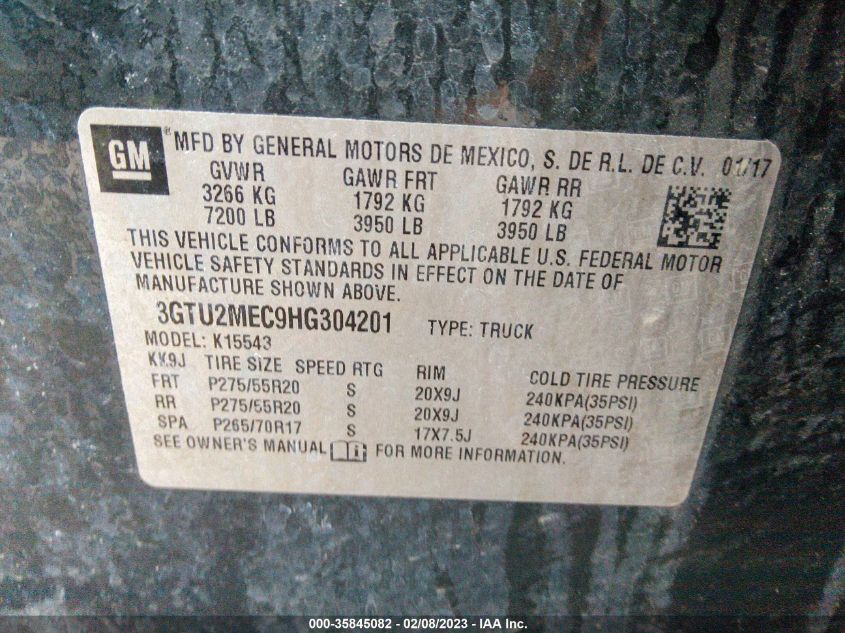 GM® MFD BY GENERAL MOTORS DE MEXICO, S. DE R.L. DE C.V. 01/17
GVWR GAWR FRT GAWR RR
3266 KG 1792 KG 1792 KG
7200 LB 3950 LB 3950 LB
THIS VEHICLE CONFORMS TO ALL APPLICABLE U.S. FEDERAL MOTOR
VEHICLE SAFETY STANDARDS IN EFFECT ON THE DATE OF
MANUFACTURE SHOWN ABOVE.
3GTU2MEC9HG304201 TYPE: TRUCK
MODEL: K15543
KK9J TIRE SIZE SPEED RTG RIM COLD TIRE PRESSURE
FRT P275/55R20 S 20X9J 240KPA(35PSI)
RR P275/55R20 S 20X9J 240KPA(35PSI)
SPA P265/70R17 S 17X7.5J 240KPA(35PSI)
SEE OWNER'S MANUAL FOR MORE INFORMATION.
000-35845082 - 02/08/2023 - IAA Inc.